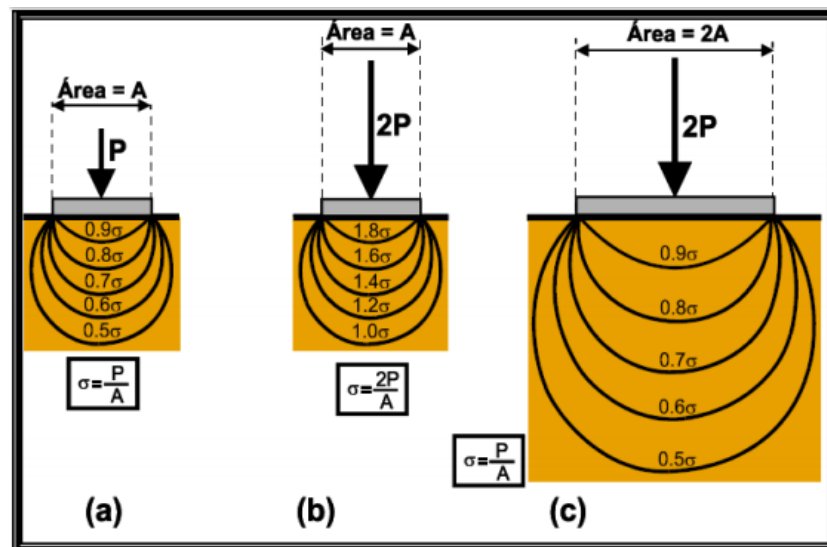 Área = A
P
0.9σ
0.8σ
0.7σ
0.6σ
0.5σ
σ=P/A
(a)
Área = A
2P
1.8σ
1.6σ
1.4σ
1.2σ
1.0σ
σ=2P/A
(b)
Área = 2A
2P
0.9σ
0.8σ
0.7σ
0.6σ
0.5σ
σ=P/A
(c)